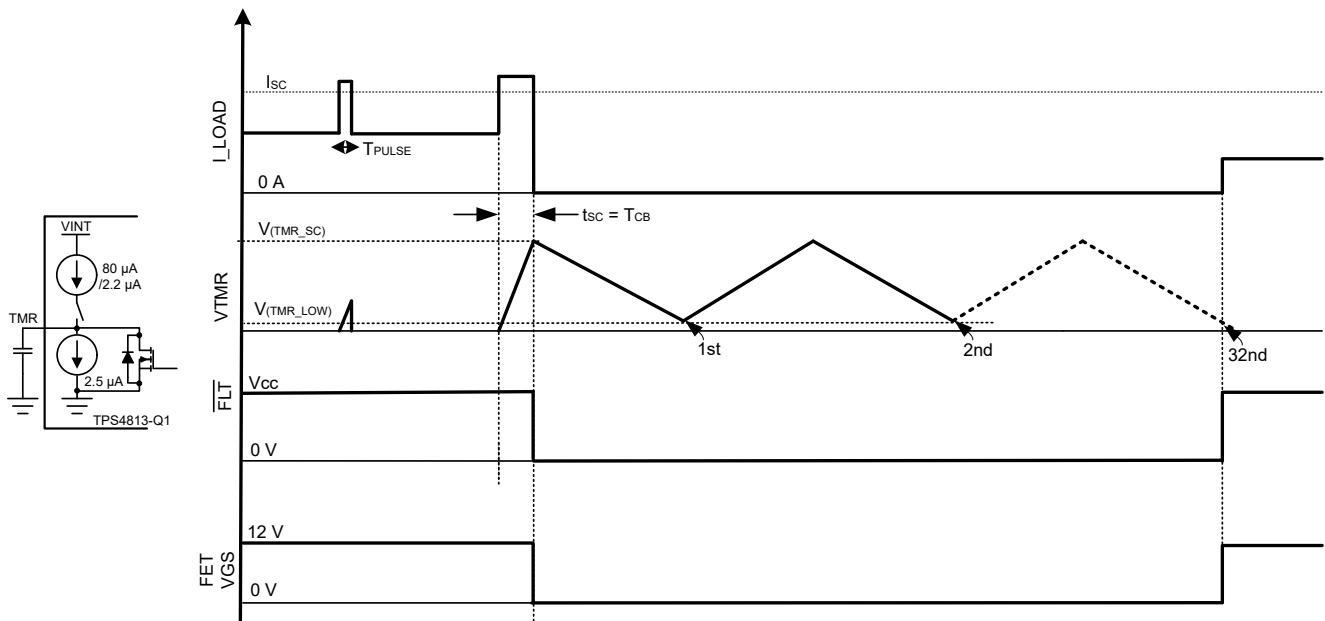 I_LOAD
ISC
TPULSE
0 A
tSC = TCB
VINT
80 µA
/2.2 µA
TMR
2.5 µA
TPS4813-Q1
VTMR
V(TMR_SC)
V(TMR_LOW)
1st
2nd
32nd
FLT
Vcc
0 V
FET
VGS
12 V
0 V